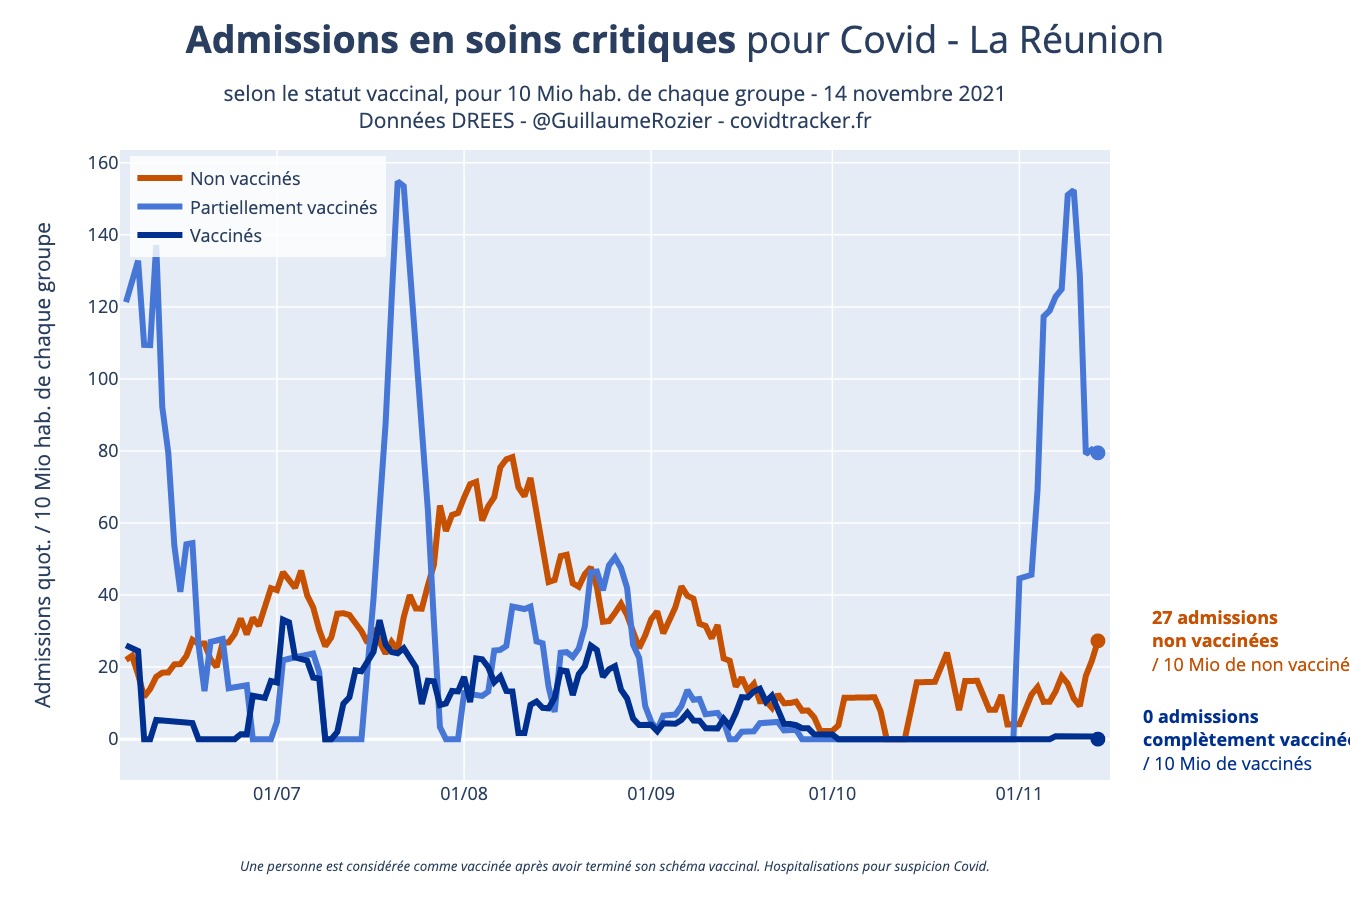 Admissions en soins critiques pour Covid - La Réunion
selon le statut vaccinal, pour 10 Mio hab. de chaque groupe - 14 novembre 2021
Données DREES - @GuillaumeRozier - covidtracker.fr
Admissions quot. / 10 Mio hab. de chaque groupe
160
140
120
100
80
60
40
20
0
Non vaccinés
Partiellement vaccinés
Vaccinés
01/07
01/08
01/09
01/10
01/11
27 admissions
non vaccinées
/ 10 Mio de non vacciné
0 admissions
complètement vacciné
/ 10 Mio de vaccinés
Une personne est considérée comme vaccinée après avoir terminé son schéma vaccinal. Hospitalisations pour suspicion Covid.